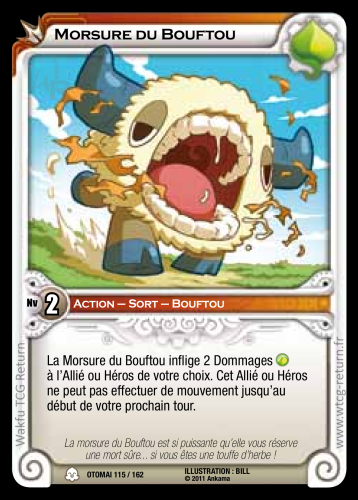 Morsure du Bouftou
Nv 2
Action – Sort – Bouftou
La Morsure du Bouftou inflige 2 Dommages
à l'Allié ou Héros de votre choix. Cet Allié ou Héros
ne peut pas effectuer de mouvement jusqu'au
début de votre prochain tour.
La morsure du Bouftou est si puissante qu'elle vous réserve
une mort sûre... si vous êtes une touffe d'herbe !
OTOMAI 115 / 162
ILLUSTRATION : BILL
© 2011 Ankama
Wakfu TCG Return
www.wtcg-return.fr